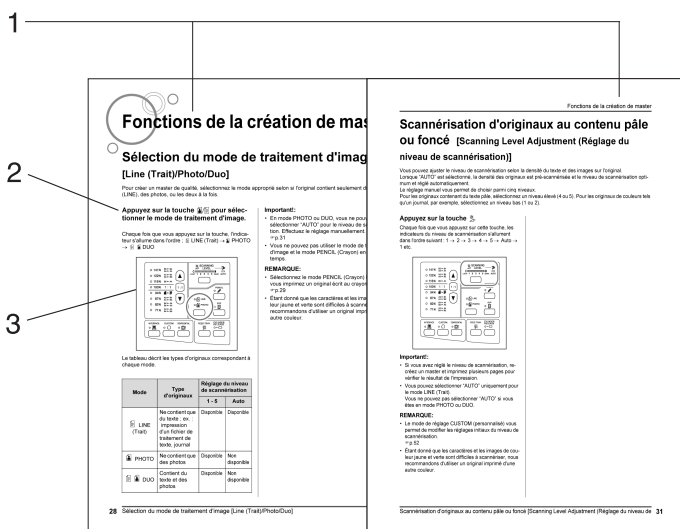 1
2
3
Fonctions de la création de mas
Sélection du mode de traitement d'imag
[Line (Trait)/Photo/Duo]
Pour créer un master de qualité, sélectionnez le mode approprié selon si l'original contient seulement d
(LINE), des photos, ou les deux à la fois.
Appuyez sur la touche pour sélec-
tionner le mode de traitement d'image.
Chaque fois que vous appuyez sur la touche, l'indica-
teur s'allume dans l'ordre : LINE (Trait) → PHOTO
→ DUO
Le tableau décrit les types d'originaux correspondant à
chaque mode.
Mode
Type
d'originaux
Réglage du niveau
de scannérisation
1 - 5
Auto
LINE
(Trait)
Ne contient que
du texte : ex. :
impression
d'un fichier de
traitement de
texte, journal
Disponible
Disponible
PHOTO
Ne contient que
des photos
Disponible
Non
disponible
DUO
Contient du
texte et des
photos
Disponible
Non
disponible
Important!:
• En mode PHOTO ou DUO, vous ne pouv
sélectionner "AUTO" pour le niveau de s
tion. Effectuez le réglage manuellement
p.31
• Vous ne pouvez pas utiliser le mode de t
d'image et le mode PENCIL (Crayon) en
temps.
REMARQUE:
• Sélectionnez le mode PENCIL (Crayon)
vous imprimez un original écrit au crayon
p.29
• Étant donné que les caractères et les ima
leur jaune et verte sont difficiles à scanné
recommandons d'utiliser un original impr
autre couleur.
28 Sélection du mode de traitement d'image [Line (Trait)/Photo/Duo]
Fonctions de la création de master
Scannérisation d'originaux au contenu pâle
ou foncé [Scanning Level Adjustment (Réglage du
niveau de scannérisation)]
Vous pouvez ajuster le niveau de scannérisation selon la densité du texte et des images sur l'original.
Lorsque "AUTO" est sélectionné, la densité des originaux est pré-scannérisée et le niveau de scannérisation opti-
mum et réglé automatiquement.
Le réglage manuel vous permet de choisir parmi cinq niveaux.
Pour les originaux contenant du texte pâle, sélectionnez un niveau élevé (4 ou 5). Pour les originaux de couleurs tels
qu'un journal, par exemple, sélectionnez un niveau bas (1 ou 2).
Appuyez sur la touche
Chaque fois que vous appuyez sur cette touche, les
indicateurs du niveau de scannérisation s'allument
dans l'ordre suivant : 1 → 2 → 3 → 4 → 5 → Auto →
1 etc.
Important!:
• Si vous avez réglé le niveau de scannérisation, re-
créez un master et imprimez plusieurs pages pour
vérifier le résultat de l'impression.
• Vous pouvez sélectionner "AUTO" uniquement pour
le mode LINE (Trait).
Vous ne pouvez pas sélectionner "AUTO" si vous
êtes en mode PHOTO ou DUO.
REMARQUE:
• Le mode de réglage CUSTOM (personnalisé) vous
permet de modifier les réglages initiaux du niveau de
scannérisation.
p.52
• Étant donné que les caractères et les images de cou-
leur jaune et verte sont difficiles à scannériser, nous
recommandons d'utiliser un original imprimé d'une
autre couleur.
Scannérisation d'originaux au contenu pâle ou foncé [Scanning Level Adjustment (Réglage du niveau de 31